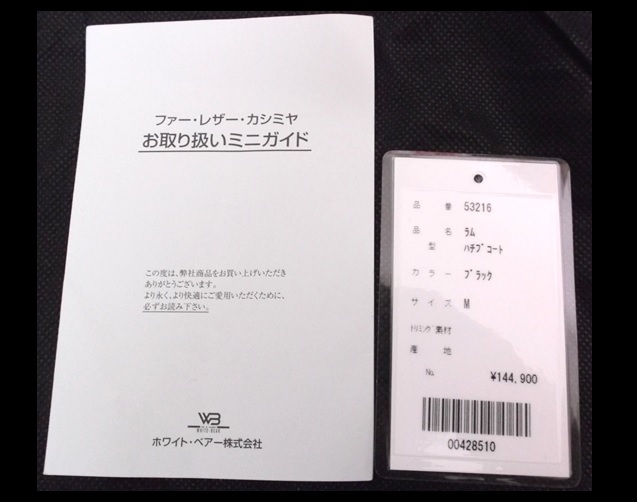 ファー・レザー・カシミヤ
お取り扱いミニガイド
この度は、弊社商品をお買い上げいただき
ありがとうございます。
より永く、より快適にご愛用いただくために、
必ずお読み下さい。
WB
WHITE・BEAR
ホワイト・ベアー株式会社
品 番 53216
品 名 ラム
型 ハチブコート
カ ラ ー ブラック
サ イ ズ M
トリミング素材
産 地
No.
¥144,900
00428510